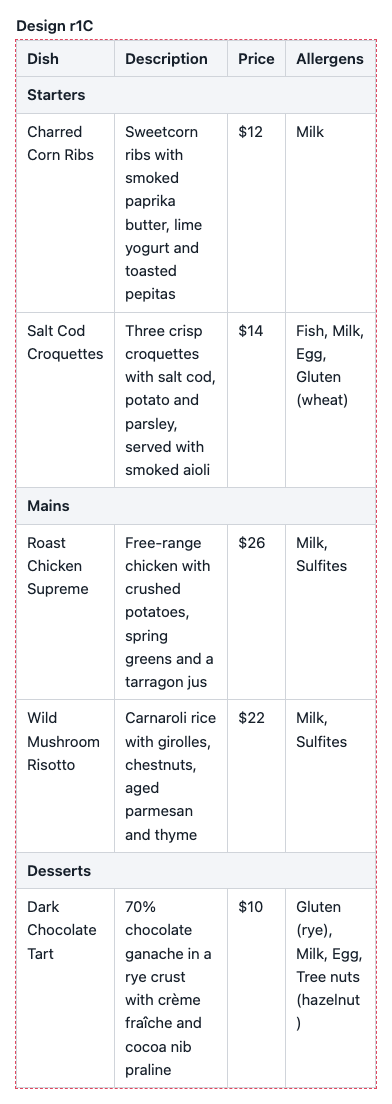 Design r1C
Dish Description Price Allergens
Starters
Charred Corn Ribs
Sweetcorn ribs with smoked paprika butter, lime yogurt and toasted pepitas
$12
Milk
Salt Cod Croquettes
Three crisp croquettes with salt cod, potato and parsley, served with smoked aioli
$14
Fish, Milk, Egg, Gluten (wheat)
Mains
Roast Chicken Supreme
Free-range chicken with crushed potatoes, spring greens and a tarragon jus
$26
Milk, Sulfites
Wild Mushroom Risotto
Carnaroli rice with girolles, chestnuts, aged parmesan and thyme
$22
Milk, Sulfites
Desserts
Dark Chocolate Tart
70% chocolate ganache in a rye crust with crème fraîche and cocoa nib praline
$10
Gluten (rye), Milk, Egg, Tree nuts (hazelnut)